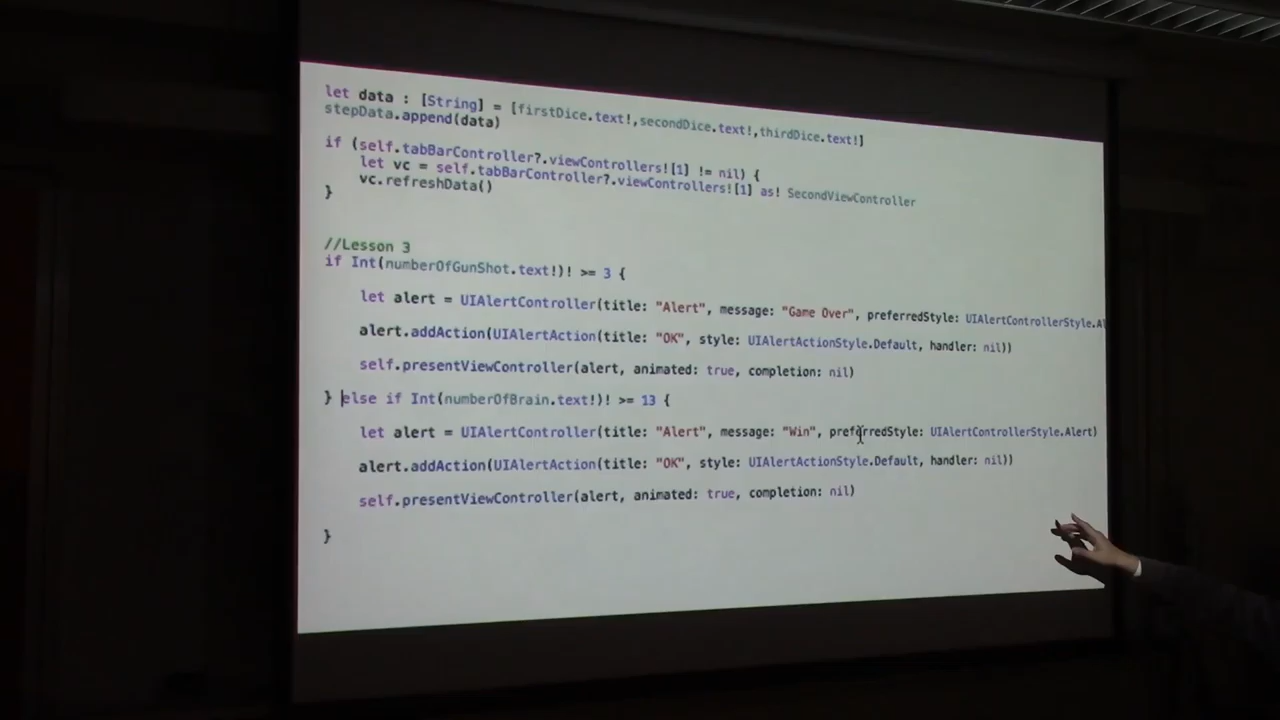 let data : [String] = [firstDice.text!,secondDice.text!,thirdDice.text!]
stepData.append(data)
if (self.tabBarController?.viewControllers![1] != nil) {
let vc = self.tabBarController?.viewControllers![1] as! SecondViewController
vc.refreshData()
}
//Lesson 3
if Int(numberOfGunShot.text!)! >= 3 {
let alert = UIAlertController(title: "Alert", message: "Game Over", preferredStyle: UIAlertControllerStyle.Al
alert.addAction(UIAlertAction(title: "OK", style: UIAlertActionStyle.Default, handler: nil))
self.presentViewController(alert, animated: true, completion: nil)
} else if Int(numberOfBrain.text!)! >= 13 {
let alert = UIAlertController(title: "Alert", message: "Win", preferredStyle: UIAlertControllerStyle.Alert)
alert.addAction(UIAlertAction(title: "OK", style: UIAlertActionStyle.Default, handler: nil))
self.presentViewController(alert, animated: true, completion: nil)
}